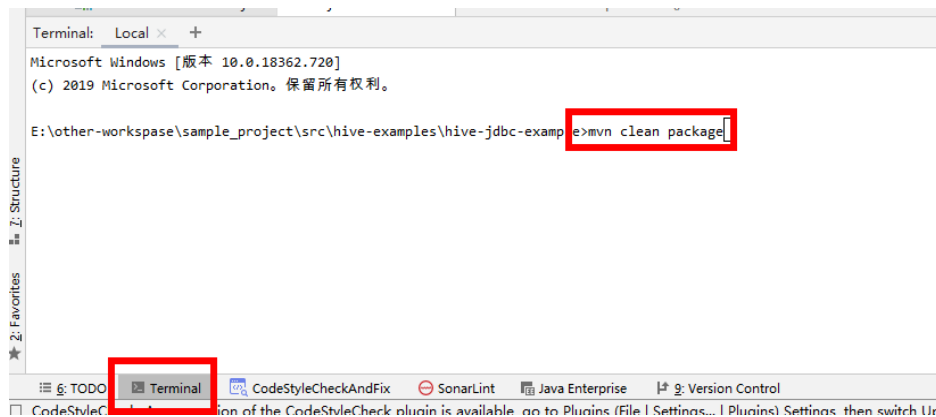 Terminal: Local × +
Microsoft Windows [版本 10.0.18362.720]
(c) 2019 Microsoft Corporation。保留所有权利。
E:\other-workspase\sample_project\src\hive-examples\hive-jdbc-example>mvn clean package
7: Structure
2: Favorites
6: TODO Terminal CodeStyleCheckAndFix SonarLint Java Enterprise 9: Version Control
CodeStyleC ion of the CodeStyleCheck plugin is available, go to Plugins (File | Settings... | Plugins) Settings, then switch